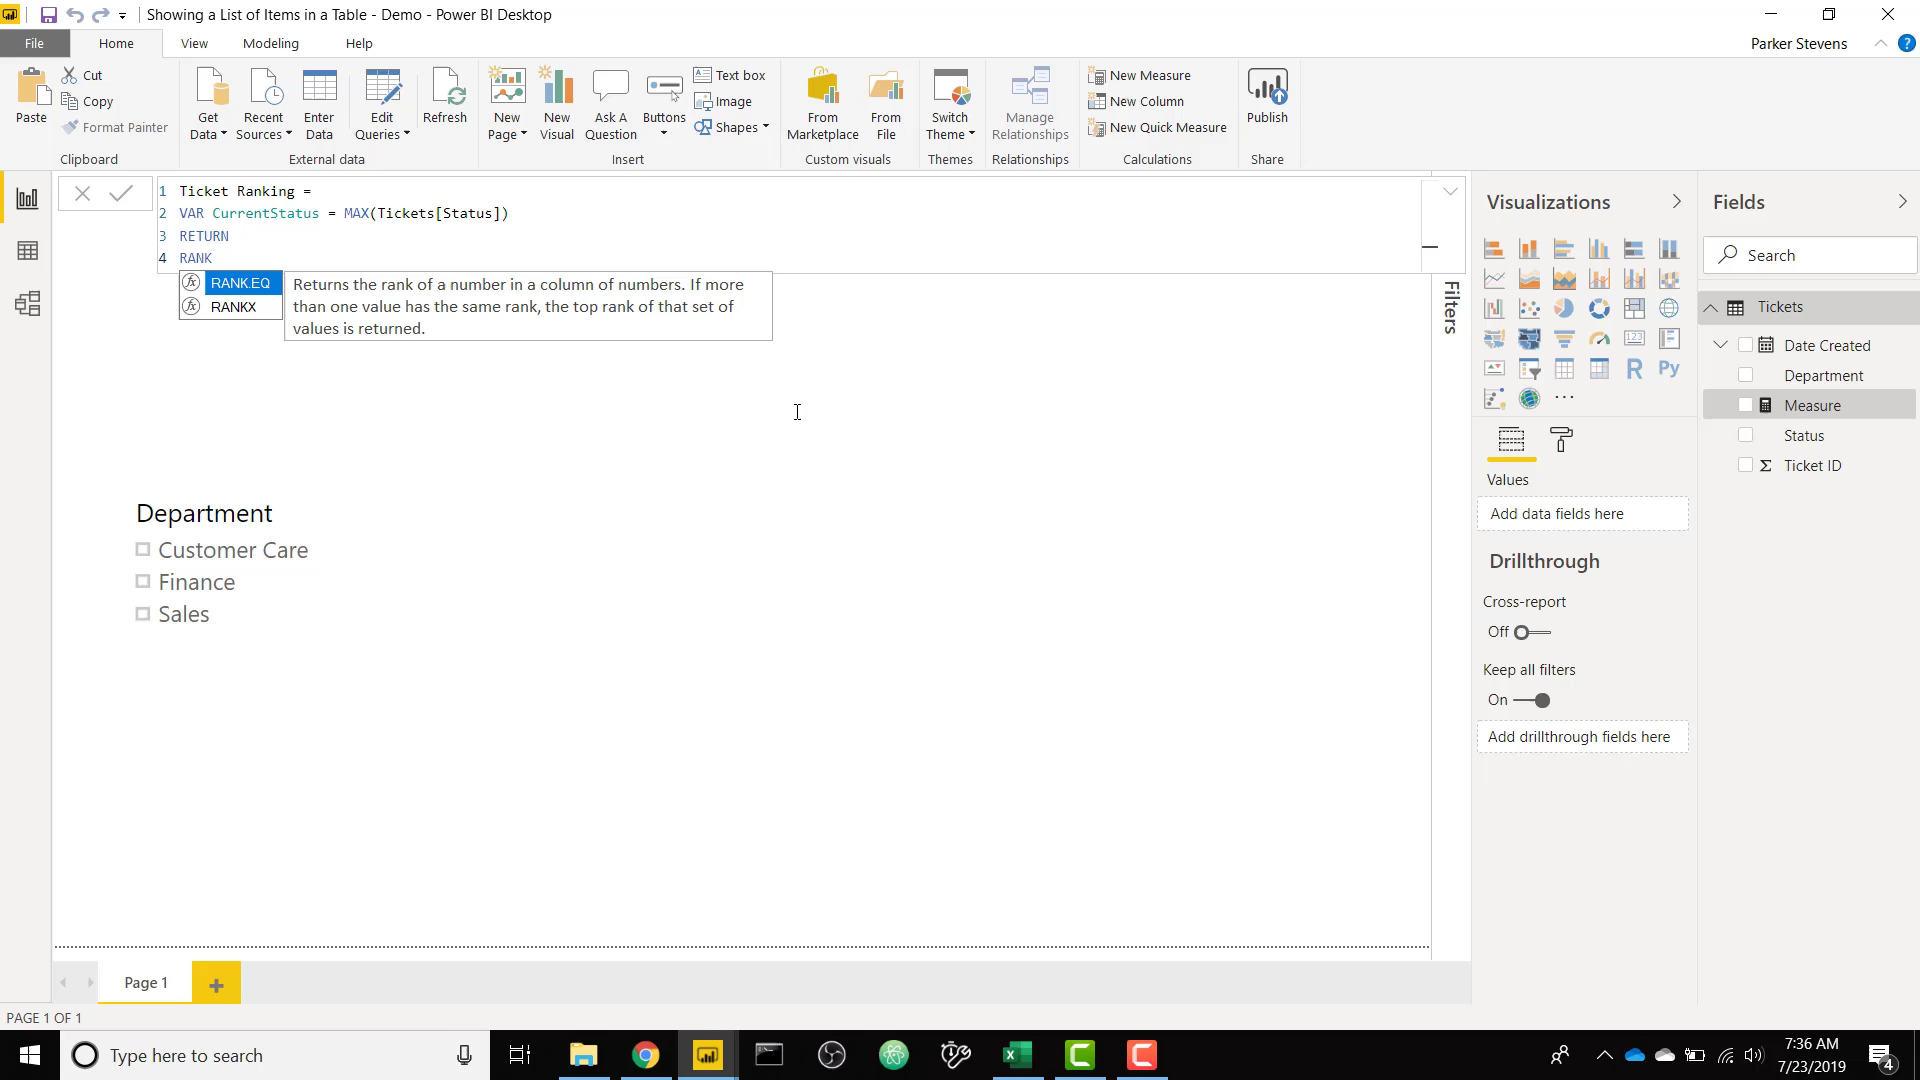 Showing a List of Items in a Table - Demo - Power BI Desktop
File
Home
View
Modeling
Help
Parker Stevens
Paste
Cut
Copy
Format Painter
Clipboard
Get Data
Recent Sources
Enter Data
Edit Queries
Refresh
External data
New Page
New Visual
Ask A Question
Buttons
Text box
Image
Shapes
Insert
From Marketplace
From File
Custom visuals
Switch Theme
Themes
Manage Relationships
Relationships
New Measure
New Column
New Quick Measure
Calculations
Publish
Share
1 Ticket Ranking =
2 VAR CurrentStatus = MAX(Tickets[Status])
3 RETURN
4 RANK
RANK.EQ
RANKX
Returns the rank of a number in a column of numbers. If more
than one value has the same rank, the top rank of that set of
values is returned.
Department
Customer Care
Finance
Sales
Filters
Visualizations
R
Py
123
Values
Add data fields here
Drillthrough
Cross-report
Off
Keep all filters
On
Add drillthrough fields here
Fields
Search
Tickets
Date Created
Department
Measure
Status
Ticket ID
Page 1
PAGE 1 OF 1
Type here to search
7:36 AM
7/23/2019
4